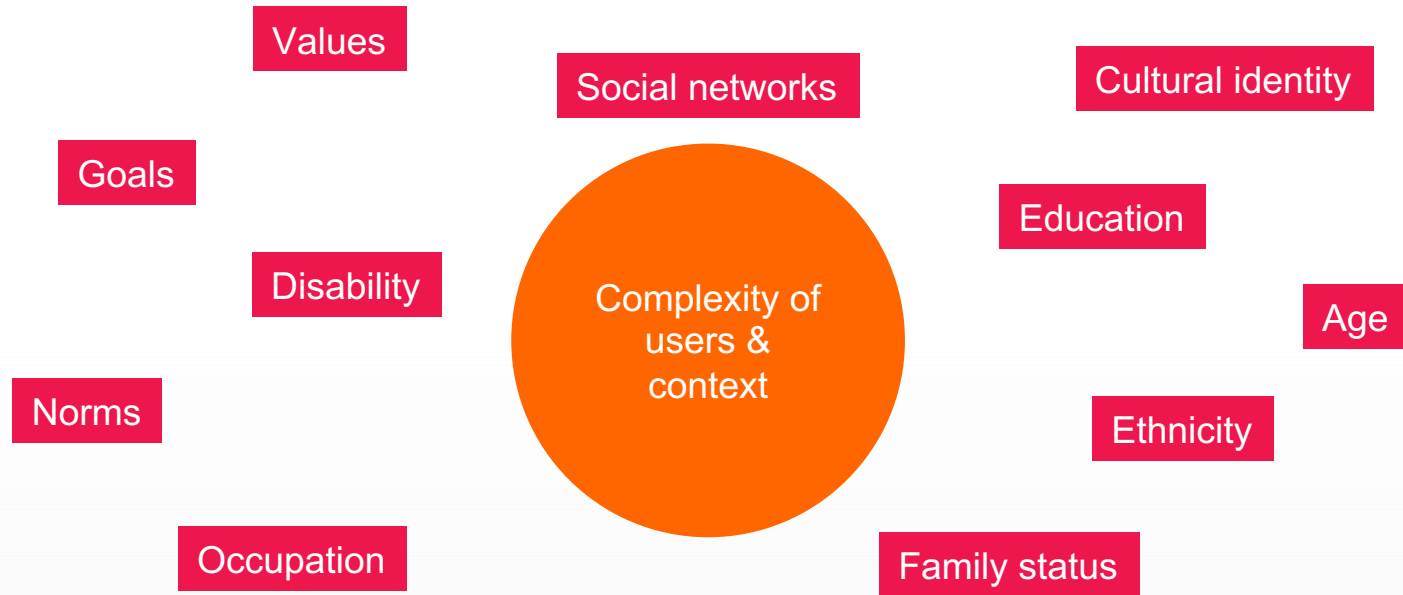 Values
Social networks
Cultural identity
Goals
Education
Disability
Complexity of
users &
context
Age
Norms
Ethnicity
Occupation
Family status